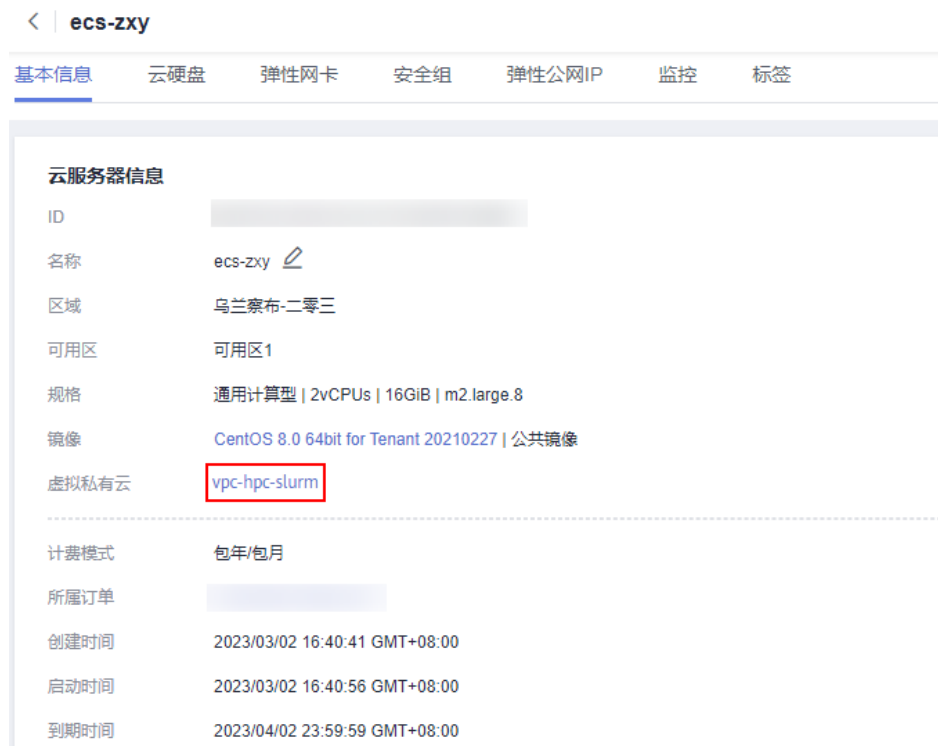 ecs-zxy
基本信息 云硬盘 弹性网卡 安全组 弹性公网IP 监控 标签
云服务器信息
ID
名称 ecs-zxy
区域 乌兰察布-二零三
可用区 可用区1
规格 通用计算型 | 2vCPUs | 16GiB | m2.large.8
镜像 CentOS 8.0 64bit for Tenant 20210227 | 公共镜像
虚拟私有云 vpc-hpc-slurm
计费模式 包年/包月
所属订单
创建时间 2023/03/02 16:40:41 GMT+08:00
启动时间 2023/03/02 16:40:56 GMT+08:00
到期时间 2023/04/02 23:59:59 GMT+08:00